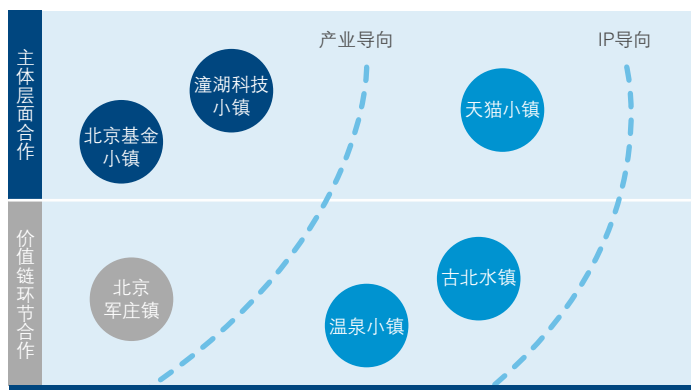 主体层面合作
产业导向
IP导向
潼湖科技
小镇
天猫小镇
北京基金
小镇
价值链环节合作
古北水镇
北京
军庄镇
温泉小镇